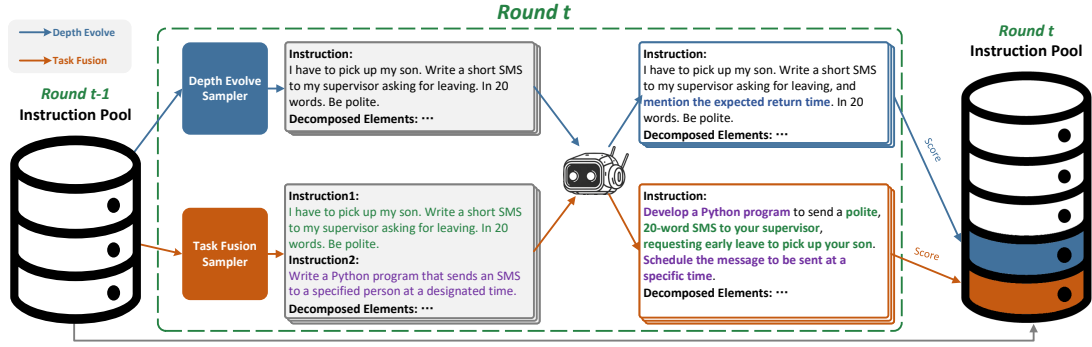 Round t
Depth Evolve
Task Fusion
Round t-1
Instruction Pool
Depth Evolve
Sampler
Instruction:
I have to pick up my son. Write a short SMS
to my supervisor asking for leaving. In 20
words. Be polite.
Decomposed Elements: ···
Task Fusion
Sampler
Instruction1:
I have to pick up my son. Write a short SMS
to my supervisor asking for leaving. In 20
words. Be polite.
Instruction2:
Write a Python program that sends an SMS
to a specified person at a designated time.
Decomposed Elements: ···
Instruction:
I have to pick up my son. Write a short SMS
to my supervisor asking for leaving, and
mention the expected return time. In 20
words. Be polite.
Decomposed Elements: ···
Instruction:
Develop a Python program to send a polite,
20-word SMS to your supervisor,
requesting early leave to pick up your son.
Schedule the message to be sent at a
specific time.
Decomposed Elements: ···
Score
Score
Round t
Instruction Pool